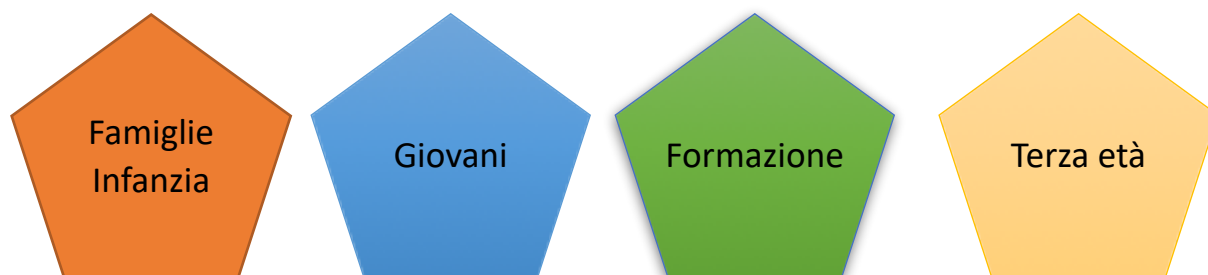 Famiglie
Infanzia
Giovani
Formazione
Terza età